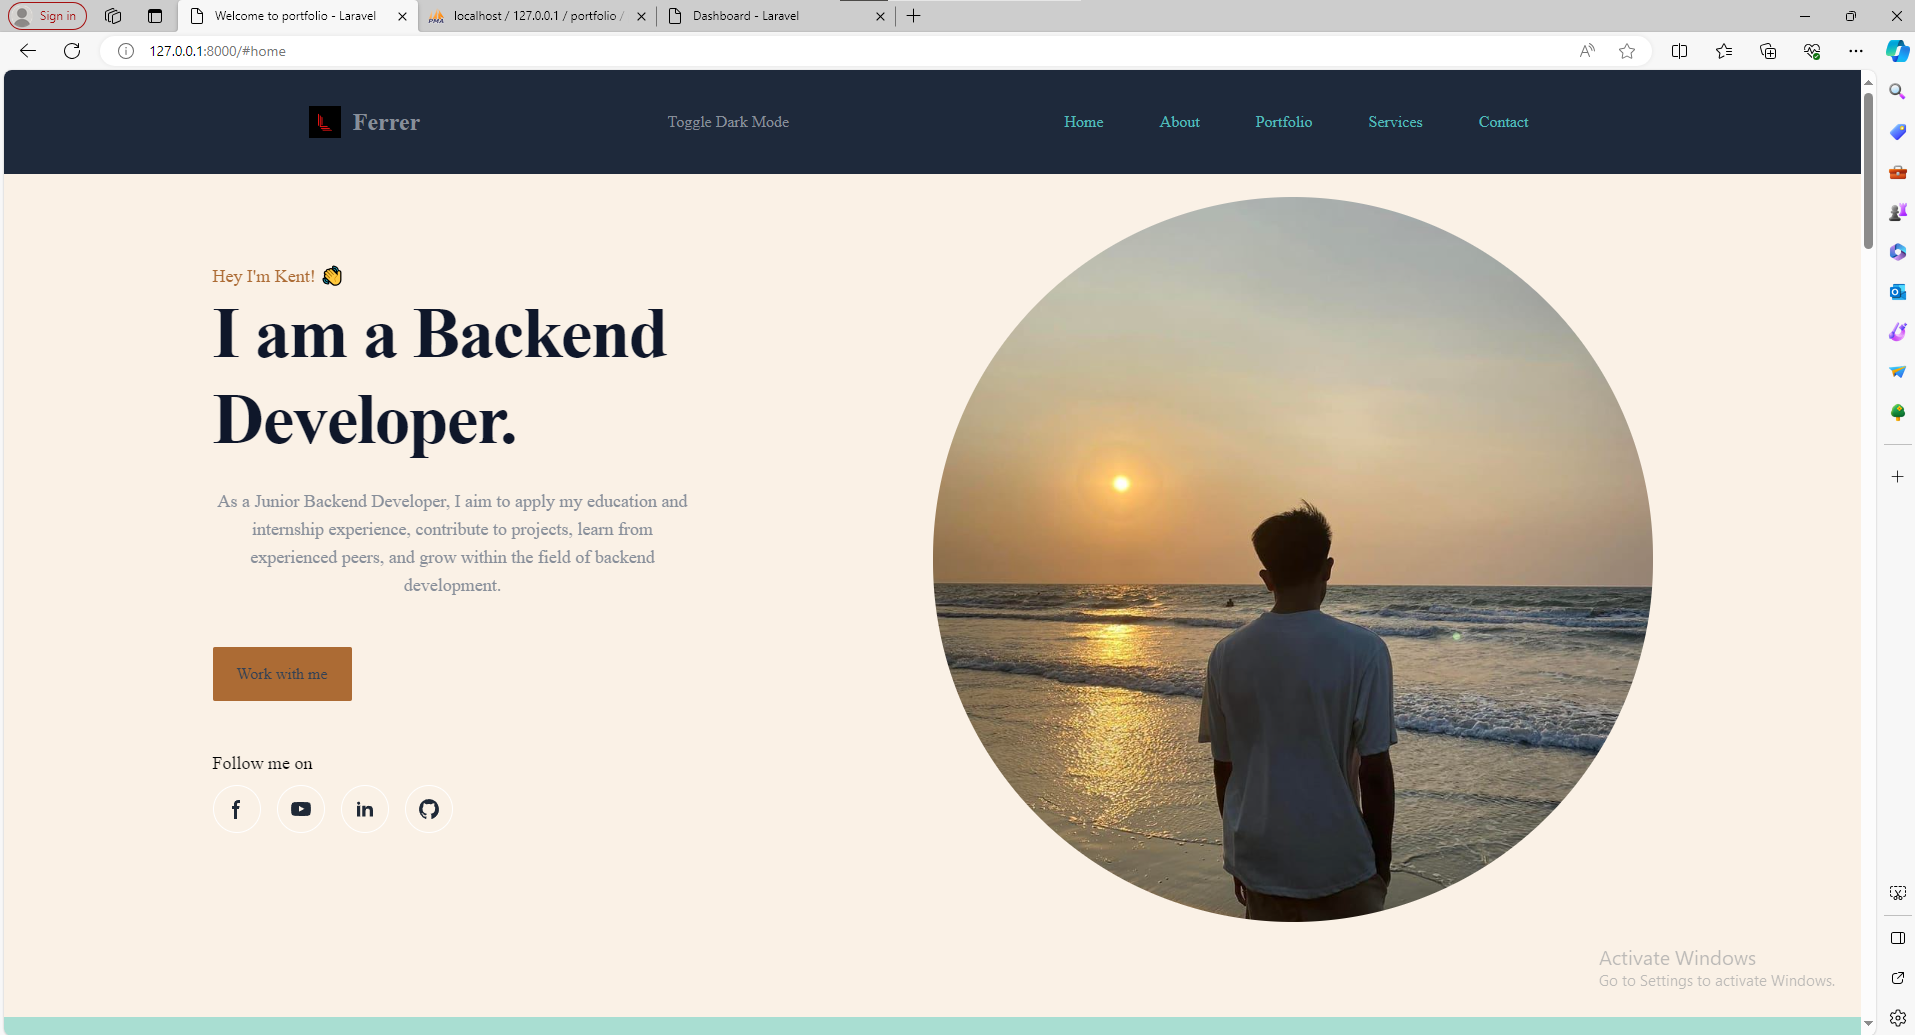 Sign in
Welcome to portfolio - Laravel
localhost / 127.0.0.1 / portfolio /
Dashboard - Laravel
127.0.0.1:8000/#home
Ferrer
Toggle Dark Mode
Home
About
Portfolio
Services
Contact
Hey I'm Kent! 👋
I am a Backend
Developer.
As a Junior Backend Developer, I aim to apply my education and
internship experience, contribute to projects, learn from
experienced peers, and grow within the field of backend
development.
Work with me
Follow me on
Activate Windows
Go to Settings to activate Windows.